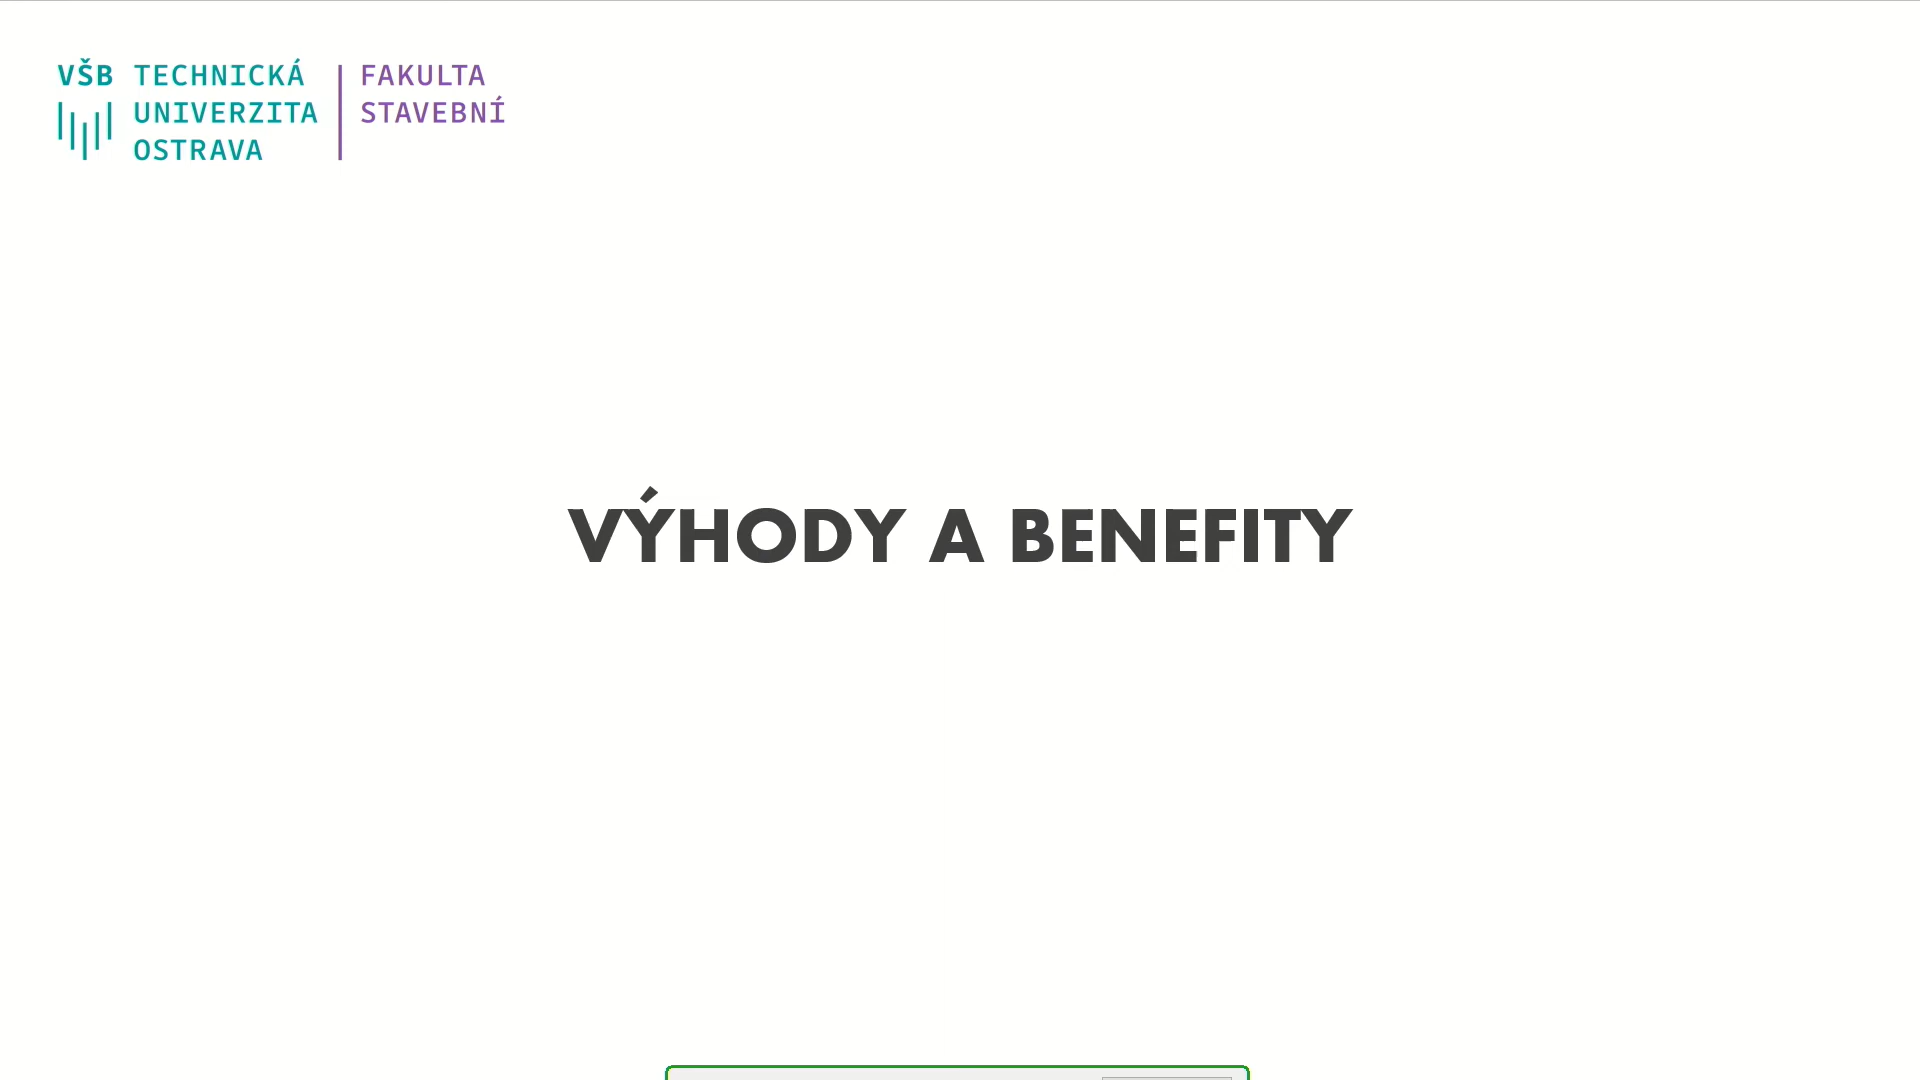 VŠB TECHNICKÁ
UNIVERZITA
OSTRAVA
FAKULTA
STAVEBNÍ
VÝHODY A BENEFITY